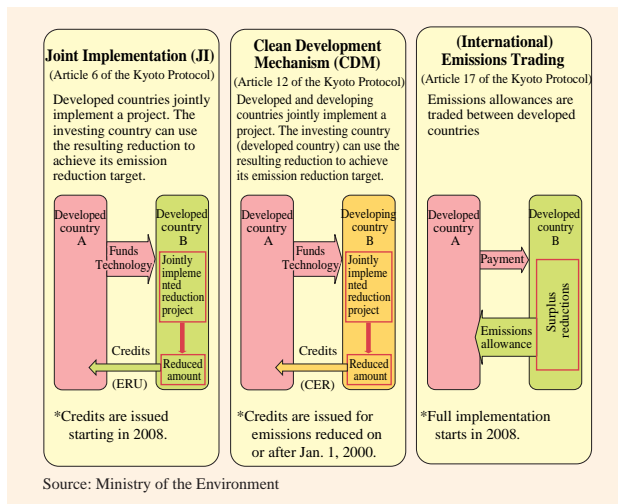 Joint Implementation (JI)
(Article 6 of the Kyoto Protocol)
Developed countries jointly
implement a project. The
investing country can use
the resulting reduction to
achieve its emission
reduction target.
Developed
country
A
Funds
Technology
Developed
country
B
Jointly
impleme
nted
reduction
project
Credits
(ERU)
Reduced
amount
*Credits are issued
starting in 2008.
Clean Development
Mechanism (CDM)
(Article 12 of the Kyoto Protocol)
Developed and developing
countries jointly implement a
project. The investing country
(developed country) can use the
resulting reduction to achieve
its emission reduction target.
Developed
country
A
Funds
Technology
Developing
country
B
Jointly
impleme
nted
reduction
project
Credits
(CER)
Reduced
amount
*Credits are issued for
emissions reduced on
or after Jan. 1, 2000.
(International)
Emissions Trading
(Article 17 of the Kyoto Protocol)
Emissions allowances are
traded between developed
countries
Developed
country
A
Payment
Developed
country
B
Surplus
reductions
Emissions
allowance
*Full implementation
starts in 2008.
Source: Ministry of the Environment